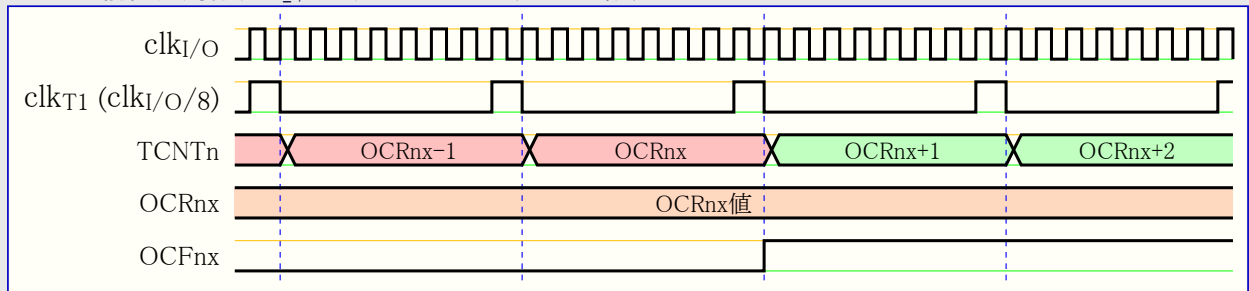 clkI/O
clkT1 (clkI/O/8)
TCNTn
OCRnx-1
OCRnx
OCRnx+1
OCRnx+2
OCRnx
OCRnx値
OCFnx